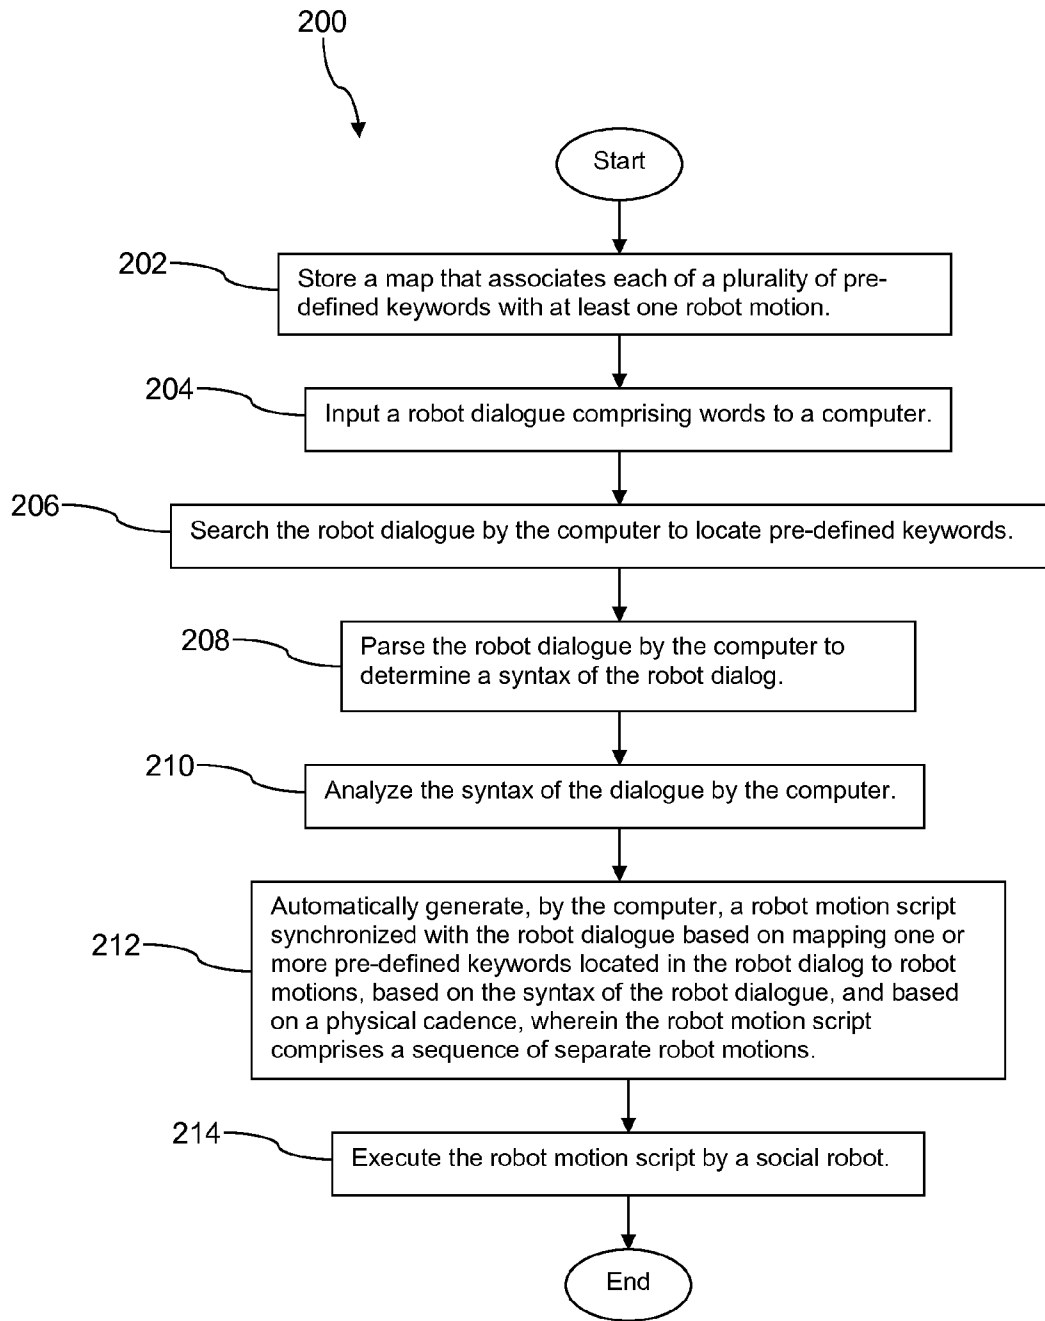 200
Start
202
Store a map that associates each of a plurality of pre-
defined keywords with at least one robot motion.
204
Input a robot dialogue comprising words to a computer.
206
Search the robot dialogue by the computer to locate pre-defined keywords.
208
Parse the robot dialogue by the computer to
determine a syntax of the robot dialog.
210
Analyze the syntax of the dialogue by the computer.
212
Automatically generate, by the computer, a robot motion script
synchronized with the robot dialogue based on mapping one or
more pre-defined keywords located in the robot dialog to robot
motions, based on the syntax of the robot dialogue, and based
on a physical cadence, wherein the robot motion script
comprises a sequence of separate robot motions.
214
Execute the robot motion script by a social robot.
End